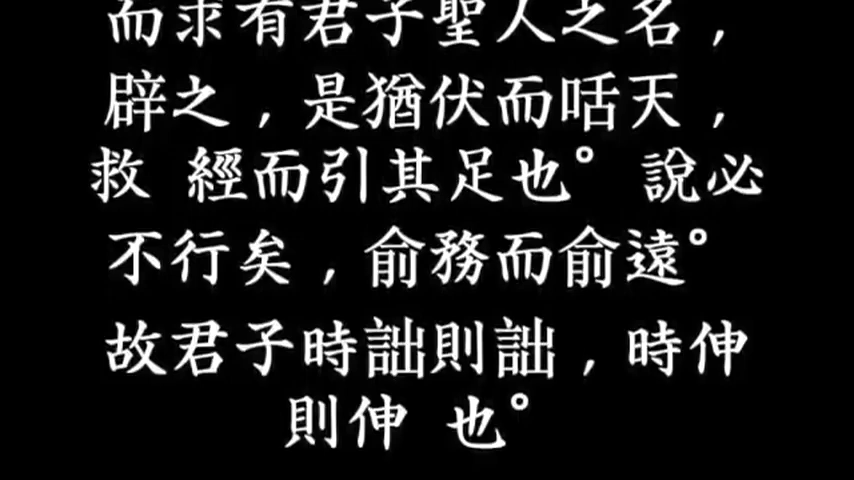 而求有君子聖人之名，
辟之，是猶伏而咶天，
救 經而引其足也。說必
不行矣，俞務而俞遠。
故君子時詘則詘，時伸
則伸 也。